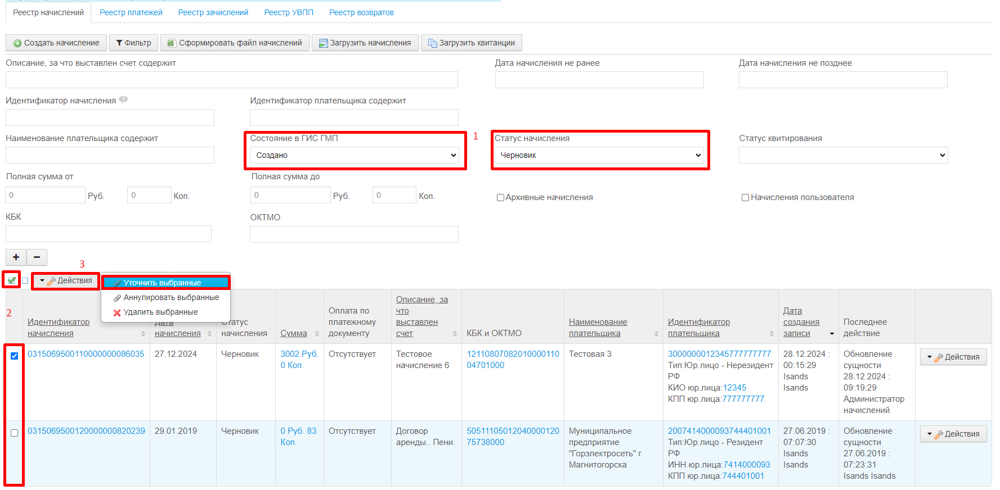 Реестр начислений Реестр платежей Реестр зачислений Реестр УВПП Реестр возвратов
Создать начисление Фильтр Сформировать файл начислений Загрузить начисления Загрузить квитанции
Описание, за что выставлен счет содержит Дата начисления не ранее Дата начисления не позднее
Идентификатор начисления ? Идентификатор плательщика содержит
Наименование плательщика содержит Состояние в ГИС ГМП 1 Статус начисления Статус квитирования
Создано Черновик
Полная сумма от Полная сумма до
0 Руб. 0 Коп. 0 Руб. 0 Коп. Архивные начисления Начисления пользователя
КБК ОКТМО
+ −
3
Действия Уточнить выбранные
Аннулировать выбранные
Удалить выбранные
2
Идентификатор
начисления
Дата
начисления
Статус
начисления
Сумма
Оплата по
платежному
документу
Описание, за
что
выставлен
счет
КБК и ОКТМО
Наименование
плательщика
Идентификатор
плательщика
Дата
создания
записи
Последнее
действие
0315069500110000000086035
27.12.2024
Черновик
3002 Руб.
0 Коп.
Отсутствует
Тестовое
начисление 6
12110807082010000110
04701000
Тестовая 3
3000000012345777777777
Тип:Юр.лицо - Нерезидент
РФ
КИО юр.лица:12345
КПП юр.лица:777777777
28.12.2024 :
00:15:29
Isands
Isands
Обновление
сущности
28.12.2024 :
09:19:29
Администратор
начислений
Действия
0315069500120000000820239
29.01.2019
Черновик
0 Руб. 83
Коп.
Отсутствует
Договор
аренды.. Пени.
50511105012040000120
75738000
Муниципальное
предприятие
"Горэлектросеть" г.
Магнитогорска
2007414000093744401001
Тип:Юр.лицо - Резидент
РФ
ИНН юр.лица:7414000093
КПП юр.лица:744401001
27.06.2019 :
07:07:30
Isands
Isands
Обновление
сущности
27.06.2019 :
07:23:31
Isands Isands
Действия